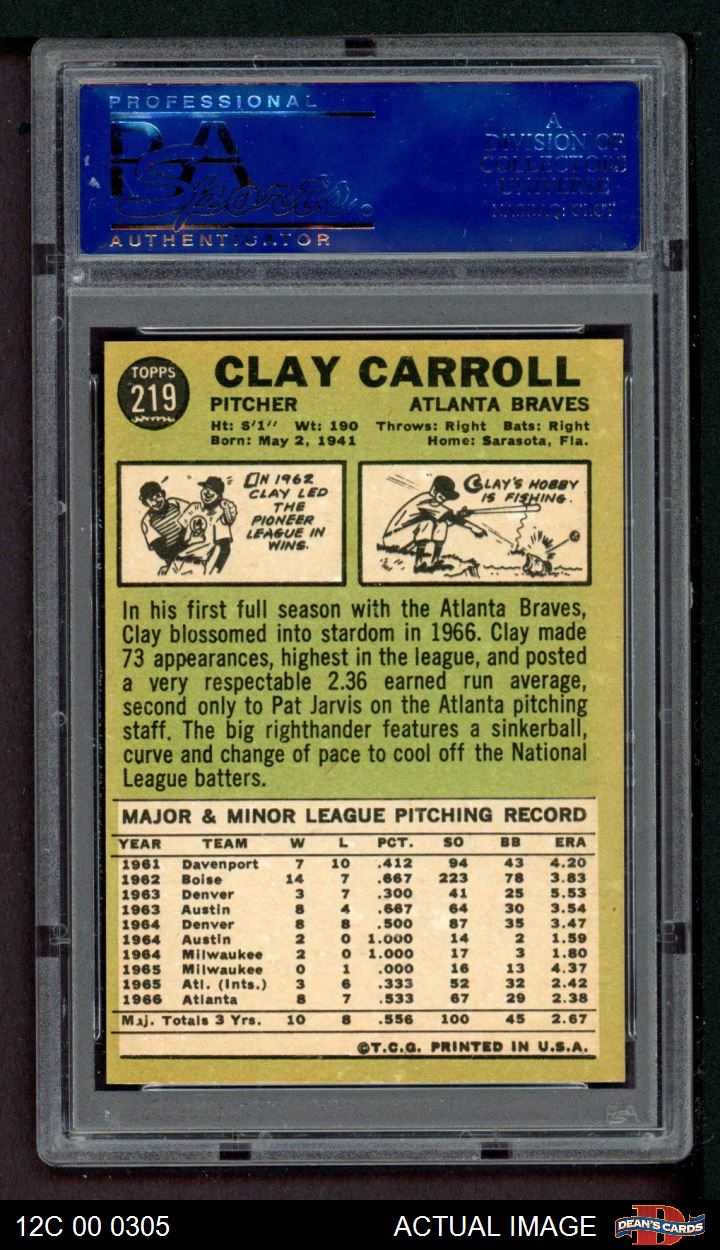 PROFESSIONAL
PSA
Sports
AUTHENTICATOR
A
DIVISION OF
COLLECTORS
UNIVERSE
NASDAQ: CLCT
TOPPS
219
CLAY CARROLL
PITCHER ATLANTA BRAVES
Ht: 6'1" Wt: 190 Throws: Right Bats: Right
Born: May 2, 1941 Home: Sarasota, Fla.
IN 1962
CLAY LED
THE
PIONEER
LEAGUE IN
WINS.
CLAY'S HOBBY
IS FISHING.
In his first full season with the Atlanta Braves,
Clay blossomed into stardom in 1966. Clay made
73 appearances, highest in the league, and posted
a very respectable 2.36 earned run average,
second only to Pat Jarvis on the Atlanta pitching
staff. The big righthander features a sinkerball,
curve and change of pace to cool off the National
League batters.
MAJOR & MINOR LEAGUE PITCHING RECORD
YEAR TEAM W L PCT. SO BB ERA
1961 Davenport 7 10 .412 94 43 4.20
1962 Boise 14 7 .667 223 78 3.83
1963 Denver 3 7 .300 41 25 5.53
1963 Austin 8 4 .667 64 30 3.54
1964 Denver 8 8 .500 87 35 3.47
1964 Austin 2 0 1.000 14 2 1.59
1964 Milwaukee 2 0 1.000 17 3 1.80
1965 Milwaukee 0 1 .000 16 13 4.37
1965 Atl. (Ints.) 3 6 .333 52 32 2.42
1966 Atlanta 8 7 .533 67 29 2.38
Maj. Totals 3 Yrs. 10 8 .556 100 45 2.67
©T.C.G. PRINTED IN U.S.A.
PSA
12C 00 0305 ACTUAL IMAGE DEAN'S CARDS